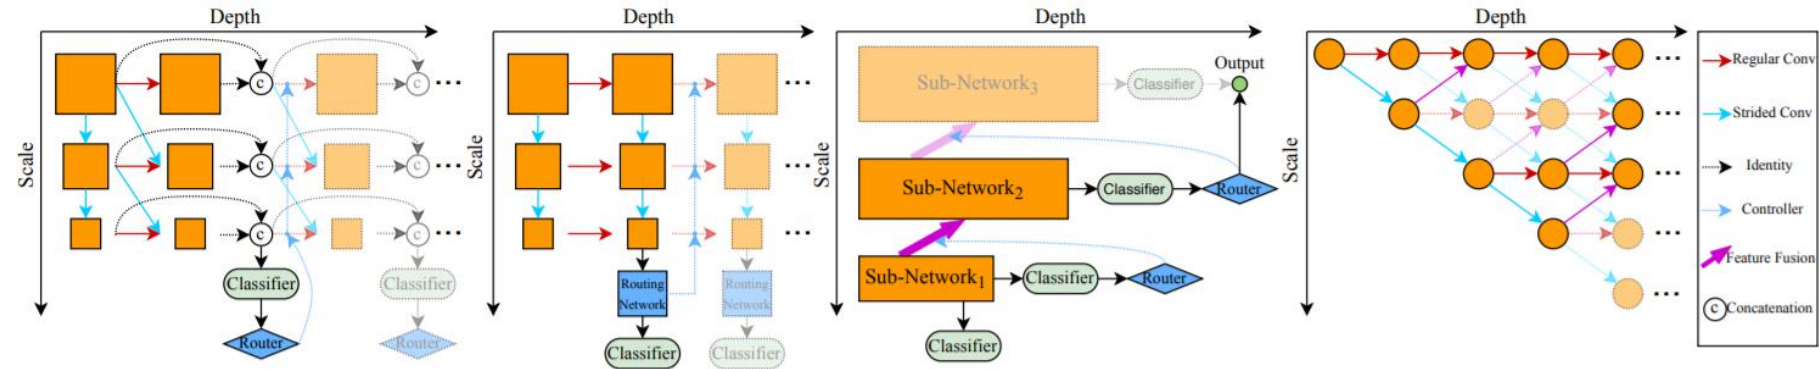 Depth
Scale
c
c
c
c
c
c
...
...
...
Classifier
Classifier
Router
Router
Depth
Scale
...
...
...
Routing
Network
Routing
Network
Classifier
Classifier
Depth
Scale
Output
Sub-Network3
Classifier
Sub-Network2
Classifier
Router
Sub-Network1
Classifier
Router
Classifier
Depth
Scale
...
...
...
...
...
Regular Conv
Strided Conv
Identity
Controller
Feature Fusion
c
Concatenation